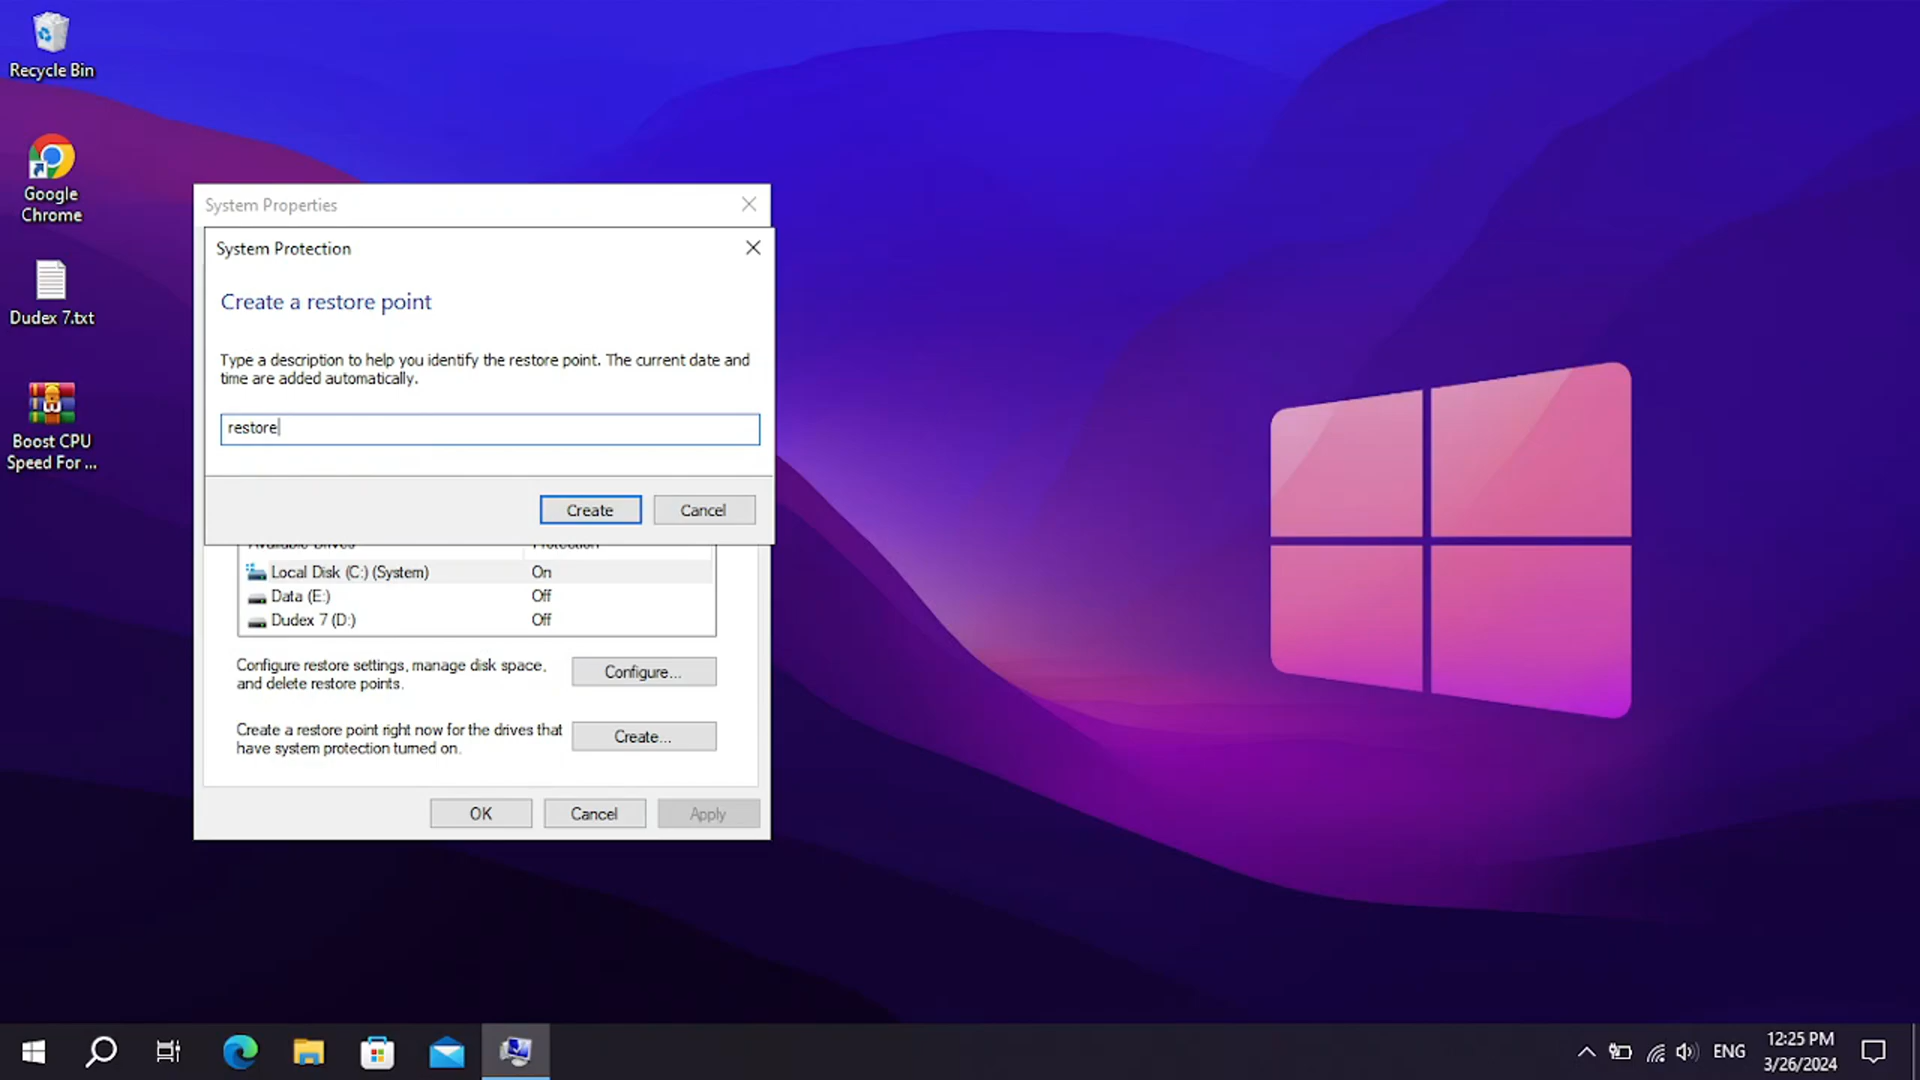 Recycle Bin
Google
Chrome
Dudex 7.txt
Boost CPU
Speed For ...
System Properties
System Protection
Create a restore point
Type a description to help you identify the restore point. The current date and
time are added automatically.
restore
Create
Cancel
Available Drives
Protection
Local Disk (C:) (System)
On
Data (E:)
Off
Dudex 7 (D:)
Off
Configure restore settings, manage disk space,
and delete restore points.
Configure...
Create a restore point right now for the drives that
have system protection turned on.
Create...
OK
Cancel
Apply
ENG
12:25 PM
3/26/2024